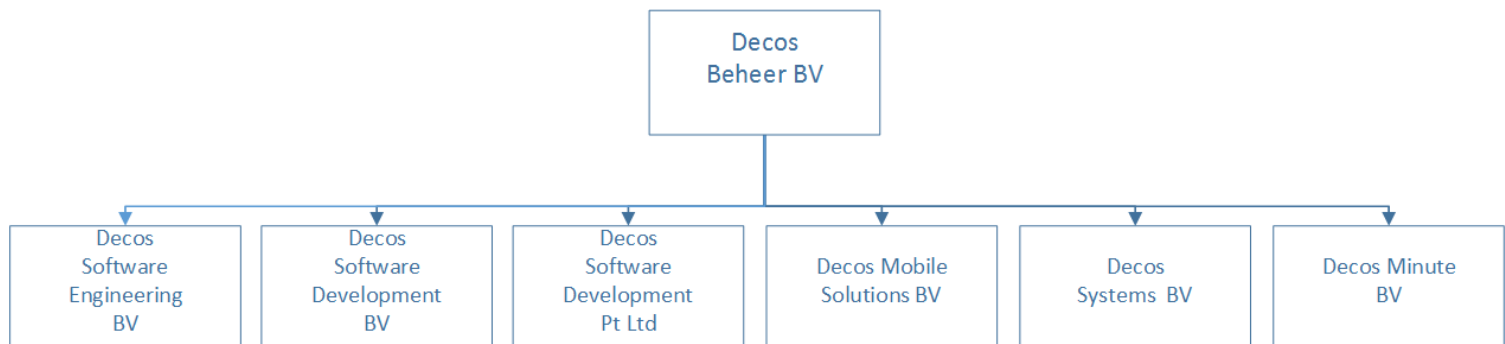 Decos
Beheer BV
Decos
Software
Engineering
BV
Decos
Software
Development
BV
Decos
Software
Development
Pt Ltd
Decos Mobile
Solutions BV
Decos
Systems BV
Decos Minute
BV